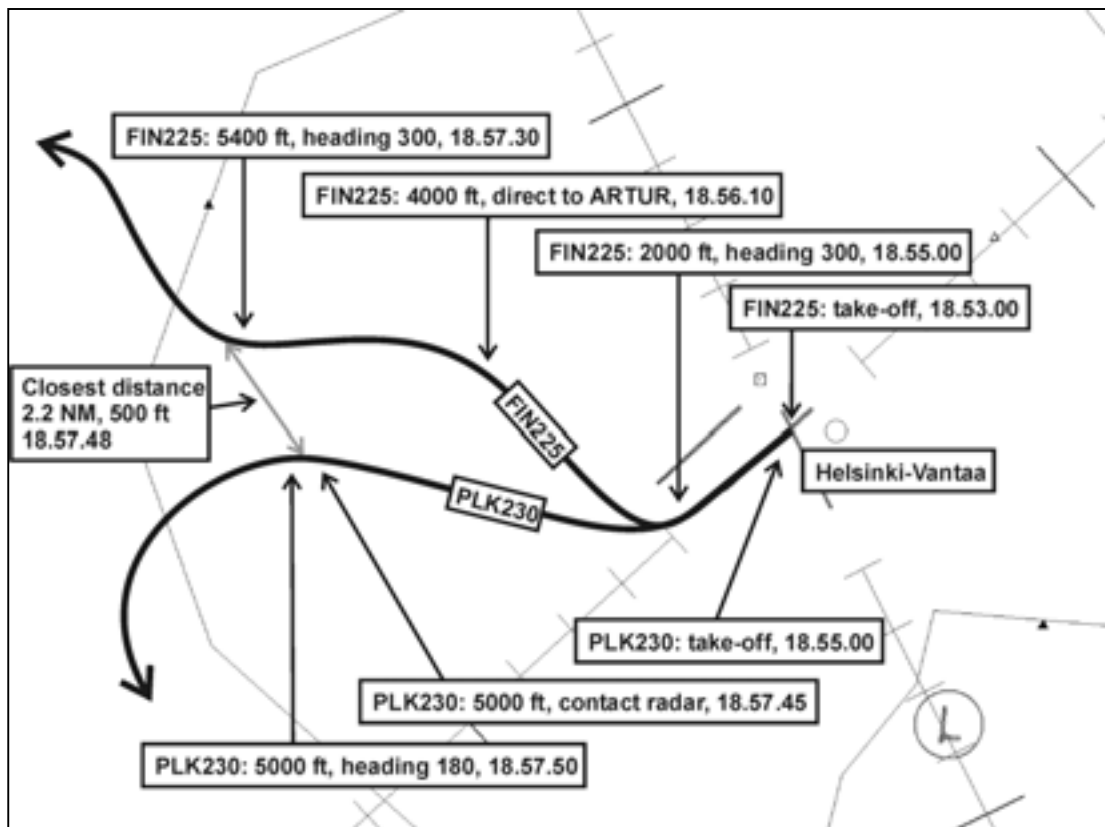 FIN225: 5400 ft, heading 300, 18.57.30
FIN225: 4000 ft, direct to ARTUR, 18.56.10
FIN225: 2000 ft, heading 300, 18.55.00
FIN225: take-off, 18.53.00
Closest distance
2.2 NM, 500 ft
18.57.48
FIN225
Helsinki-Vantaa
PLK230
PLK230: take-off, 18.55.00
PLK230: 5000 ft, contact radar, 18.57.45
PLK230: 5000 ft, heading 180, 18.57.50